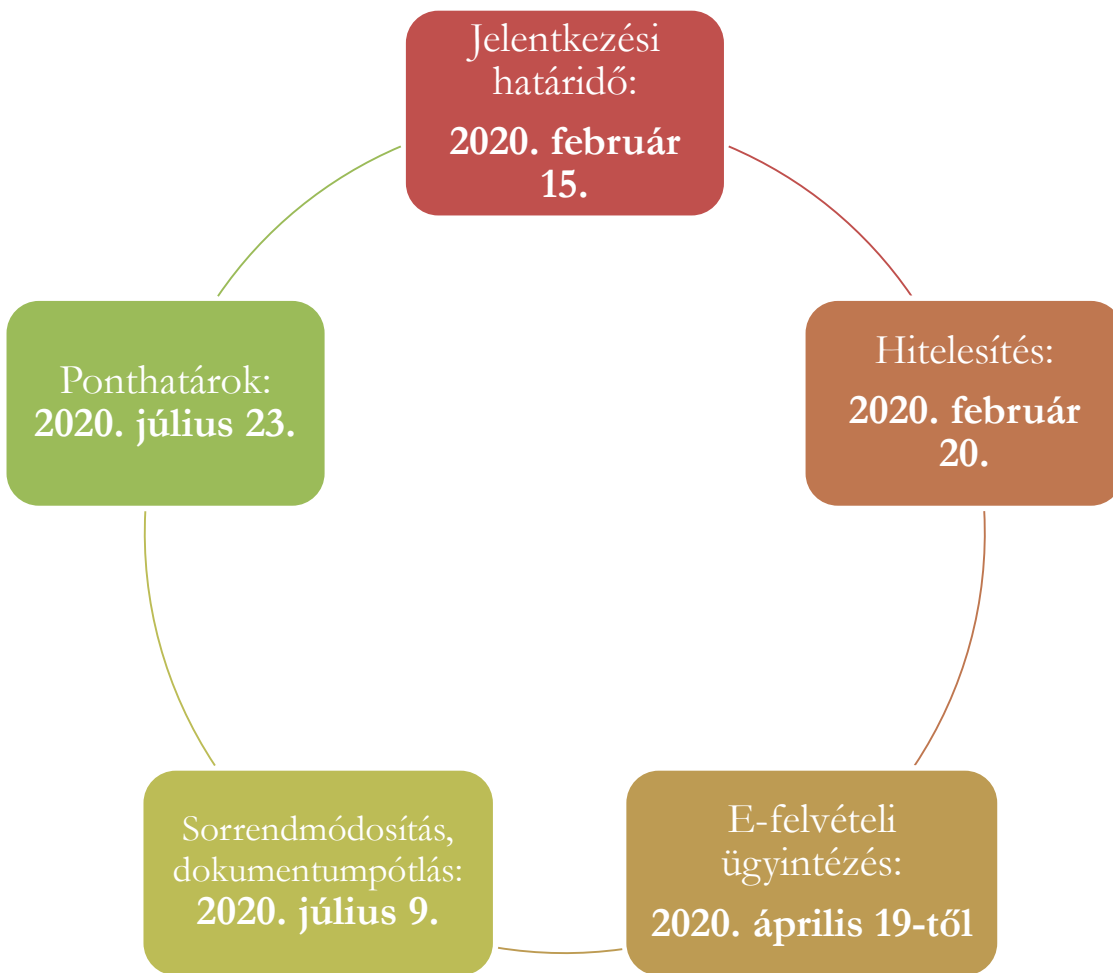 Jelentkezési
határidő:
2020. február
15.
Hitelesítés:
2020. február
20.
E-felvételi
ügyintézés:
2020. április 19-től
Sorrendmódosítás,
dokumentumpótlás:
2020. július 9.
Ponthatárok:
2020. július 23.